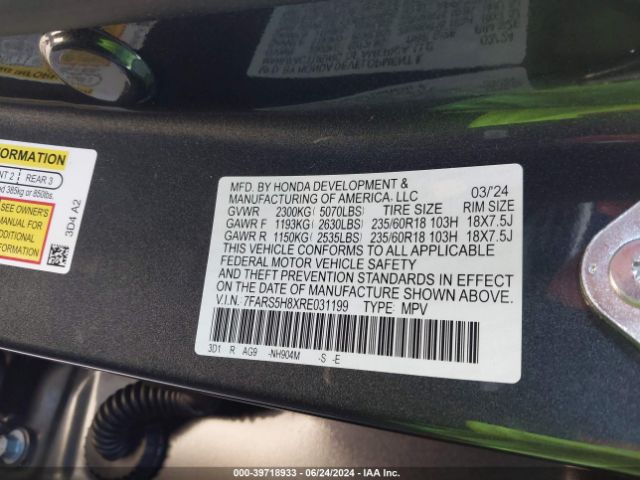 MFD. BY HONDA DEVELOPMENT & 03/'24
MANUFACTURING OF AMERICA. LLC
GVWR 2300KG( 5070LBS) TIRE SIZE RIM SIZE
GAWR F 1193KG( 2630LBS) 235/60R18 103H 18X7.5J
GAWR R 1150KG( 2535LBS) 235/60R18 103H 18X7.5J
THIS VEHICLE CONFORMS TO ALL APPLICABLE
FEDERAL MOTOR VEHICLE SAFETY
AND THEFT PREVENTION STANDARDS IN EFFECT
ON THE DATE OF MANUFACTURE SHOWN ABOVE.
V.I.N: 7FARS5H8XRE031199 TYPE: MPV
3D1 R AG9 -NH904M -S -E
REAR 3
385kg or 850lbs.
SEE OWNER'S
MANUAL FOR
ADDITIONAL
INFORMATION
3D4 A2
IAAI-39718933 - 06/24/2024 - IAA Inc.